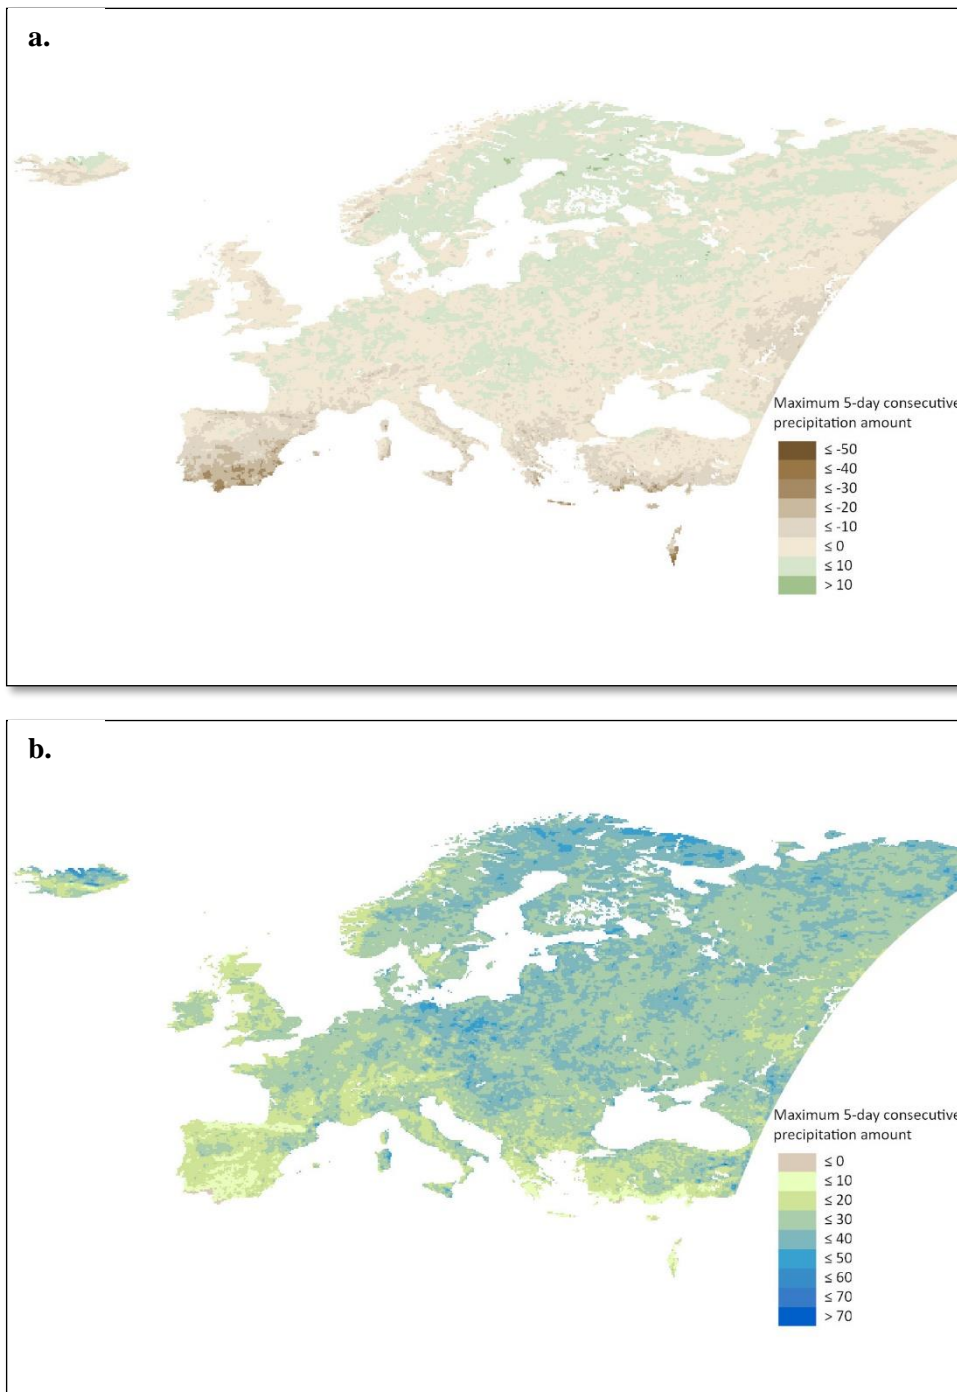 a.
Maximum 5-day consecutive
precipitation amount
≤ -50
≤ -40
≤ -30
≤ -20
≤ -10
≤ 0
≤ 10
> 10
b.
Maximum 5-day consecutive
precipitation amount
≤ 0
≤ 10
≤ 20
≤ 30
≤ 40
≤ 50
≤ 60
≤ 70
> 70